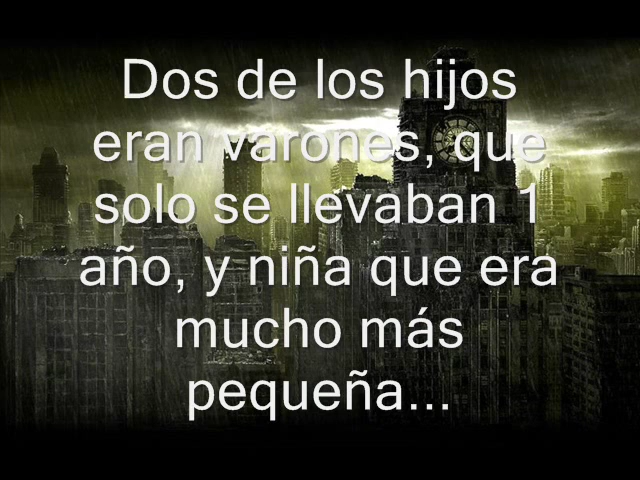 Dos de los hijos
eran varones, que
solo se llevaban 1
año, y niña que era
mucho más
pequeña...